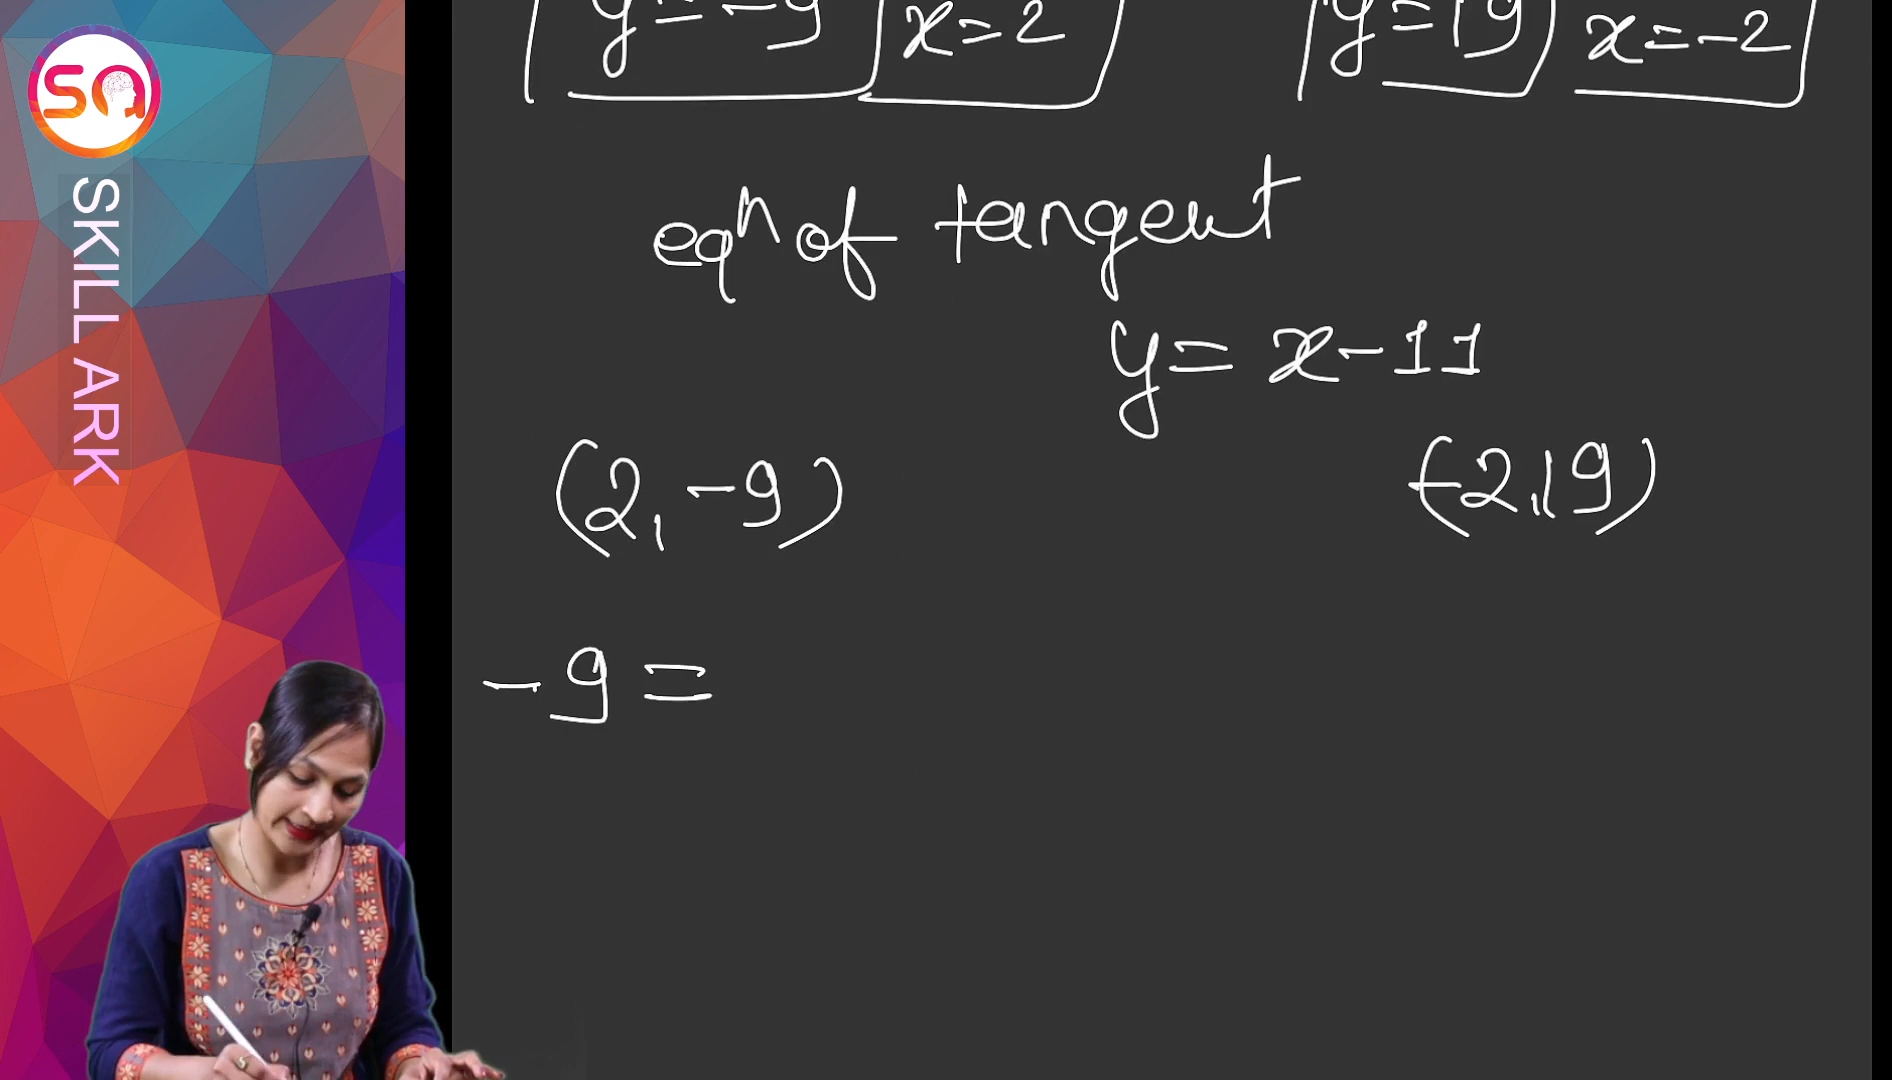 SA
SKILL ARK
y=-9 x=2
y=19 x=-2
eqⁿ of tangent
y= x-11
(2, -9)
(-2,19)
-9 =